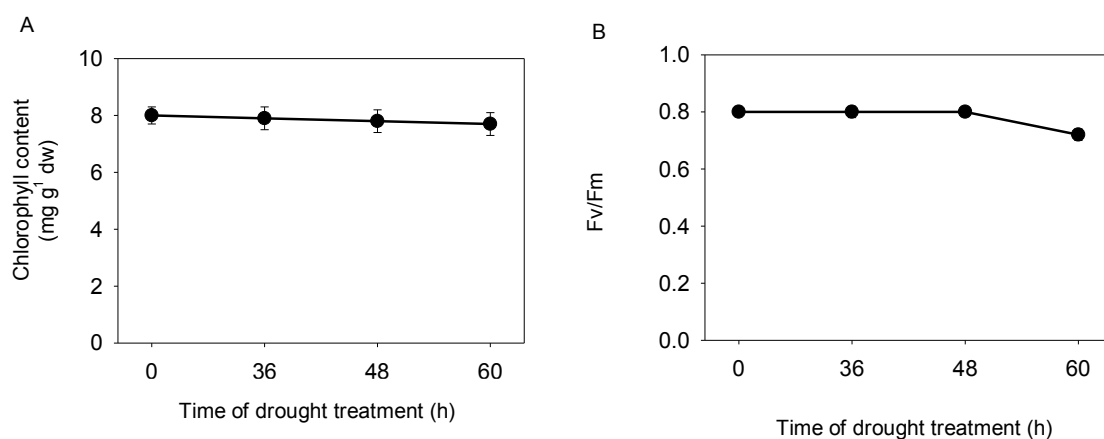 A
Chlorophyll content
(mg g¹ dw)
10
8
6
4
2
0
0 36 48 60
Time of drought treatment (h)
B
Fv/Fm
1.0
0.8
0.6
0.4
0.2
0.0
0 36 48 60
Time of drought treatment (h)